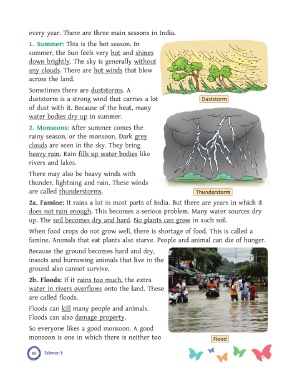 every year. There are three main seasons in India.
1. Summer: This is the hot season. In
summer, the Sun feels very hot and shines
down brightly. The sky is generally without
any clouds. There are hot winds that blow
across the land.
Sometimes there are duststorms. A
duststorm is a strong wind that carries a lot
of dust with it. Because of the heat, many
water bodies dry up in summer.
Duststorm
2. Monsoons: After summer comes the
rainy season, or the monsoon. Dark grey
clouds are seen in the sky. They bring
heavy rain. Rain fills up water bodies like
rivers and lakes.
There may also be heavy winds with
thunder, lightning and rain. These winds
are called thunderstorms.
Thunderstorm
2a. Famine: It rains a lot in most parts of India. But there are years in which it
does not rain enough. This becomes a serious problem. Many water sources dry
up. The soil becomes dry and hard. No plants can grow in such soil.
When food crops do not grow well, there is shortage of food. This is called a
famine. Animals that eat plants also starve. People and animal can die of hunger.
Because the ground becomes hard and dry,
insects and burrowing animals that live in the
ground also cannot survive.
2b. Floods: If it rains too much, the extra
water in rivers overflows onto the land. These
are called floods.
Floods can kill many people and animals.
Floods can also damage property.
So everyone likes a good monsoon. A good
monsoon is one in which there is neither too
Flood
Science-3